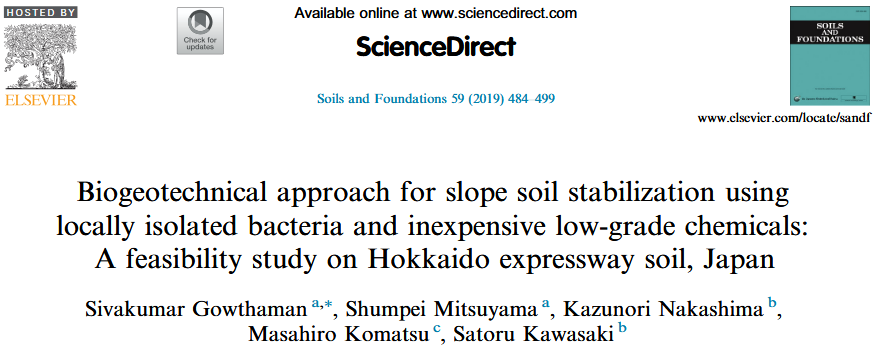 HOSTED BY
ELSEVIER
Check for
updates
Available online at www.sciencedirect.com
ScienceDirect
Soils and Foundations 59 (2019) 484–499
SOILS
AND
FOUNDATIONS
www.elsevier.com/locate/sandf
Biogeotechnical approach for slope soil stabilization using
locally isolated bacteria and inexpensive low-grade chemicals:
A feasibility study on Hokkaido expressway soil, Japan
Sivakumar Gowthaman a,*, Shumpei Mitsuyama a, Kazunori Nakashima b,
Masahiro Komatsu c, Satoru Kawasaki b